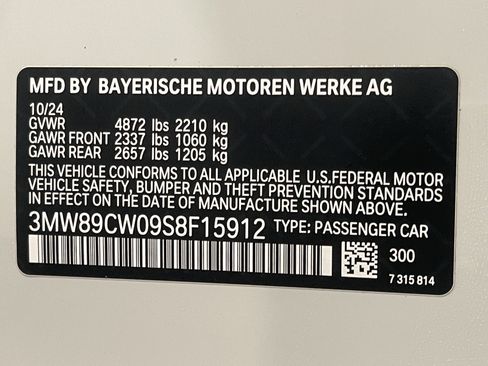 MFD BY BAYERISCHE MOTOREN WERKE AG
10/24
GVWR 4872 lbs 2210 kg
GAWR FRONT 2337 lbs 1060 kg
GAWR REAR 2657 lbs 1205 kg
THIS VEHICLE CONFORMS TO ALL APPLICABLE U.S.FEDERAL MOTOR
VEHICLE SAFETY, BUMPER AND THEFT PREVENTION STANDARDS
IN EFFECT ON THE DATE OF MANUFACTURE SHOWN ABOVE.
3MW89CW09S8F15912 TYPE: PASSENGER CAR
300
7 315 814